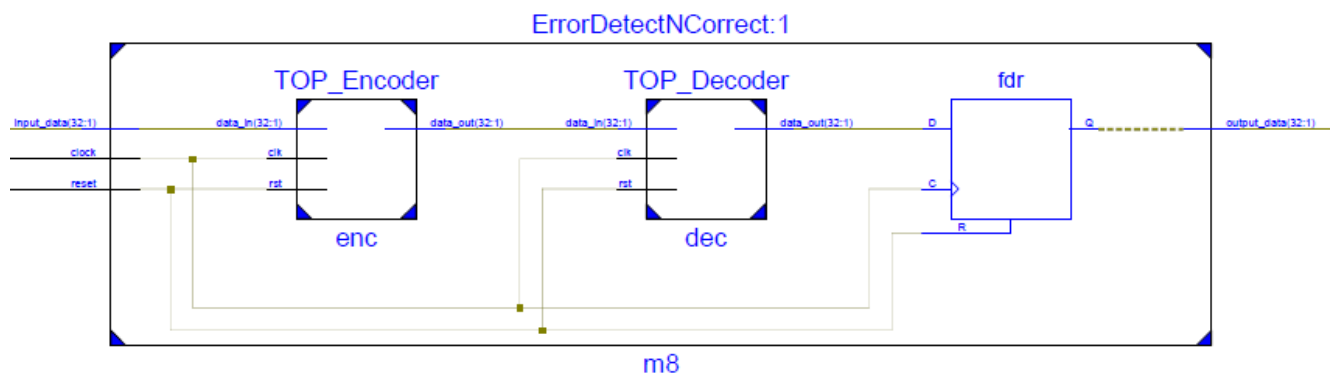 ErrorDetectNCorrect:1
TOP_Encoder TOP_Decoder fdr
input_data(32:1) data_in(32:1) data_out(32:1) data_in(32:1) data_out(32:1) D Q output_data(32:1)
clock clk clk
reset rst rst C
R
enc dec
m8